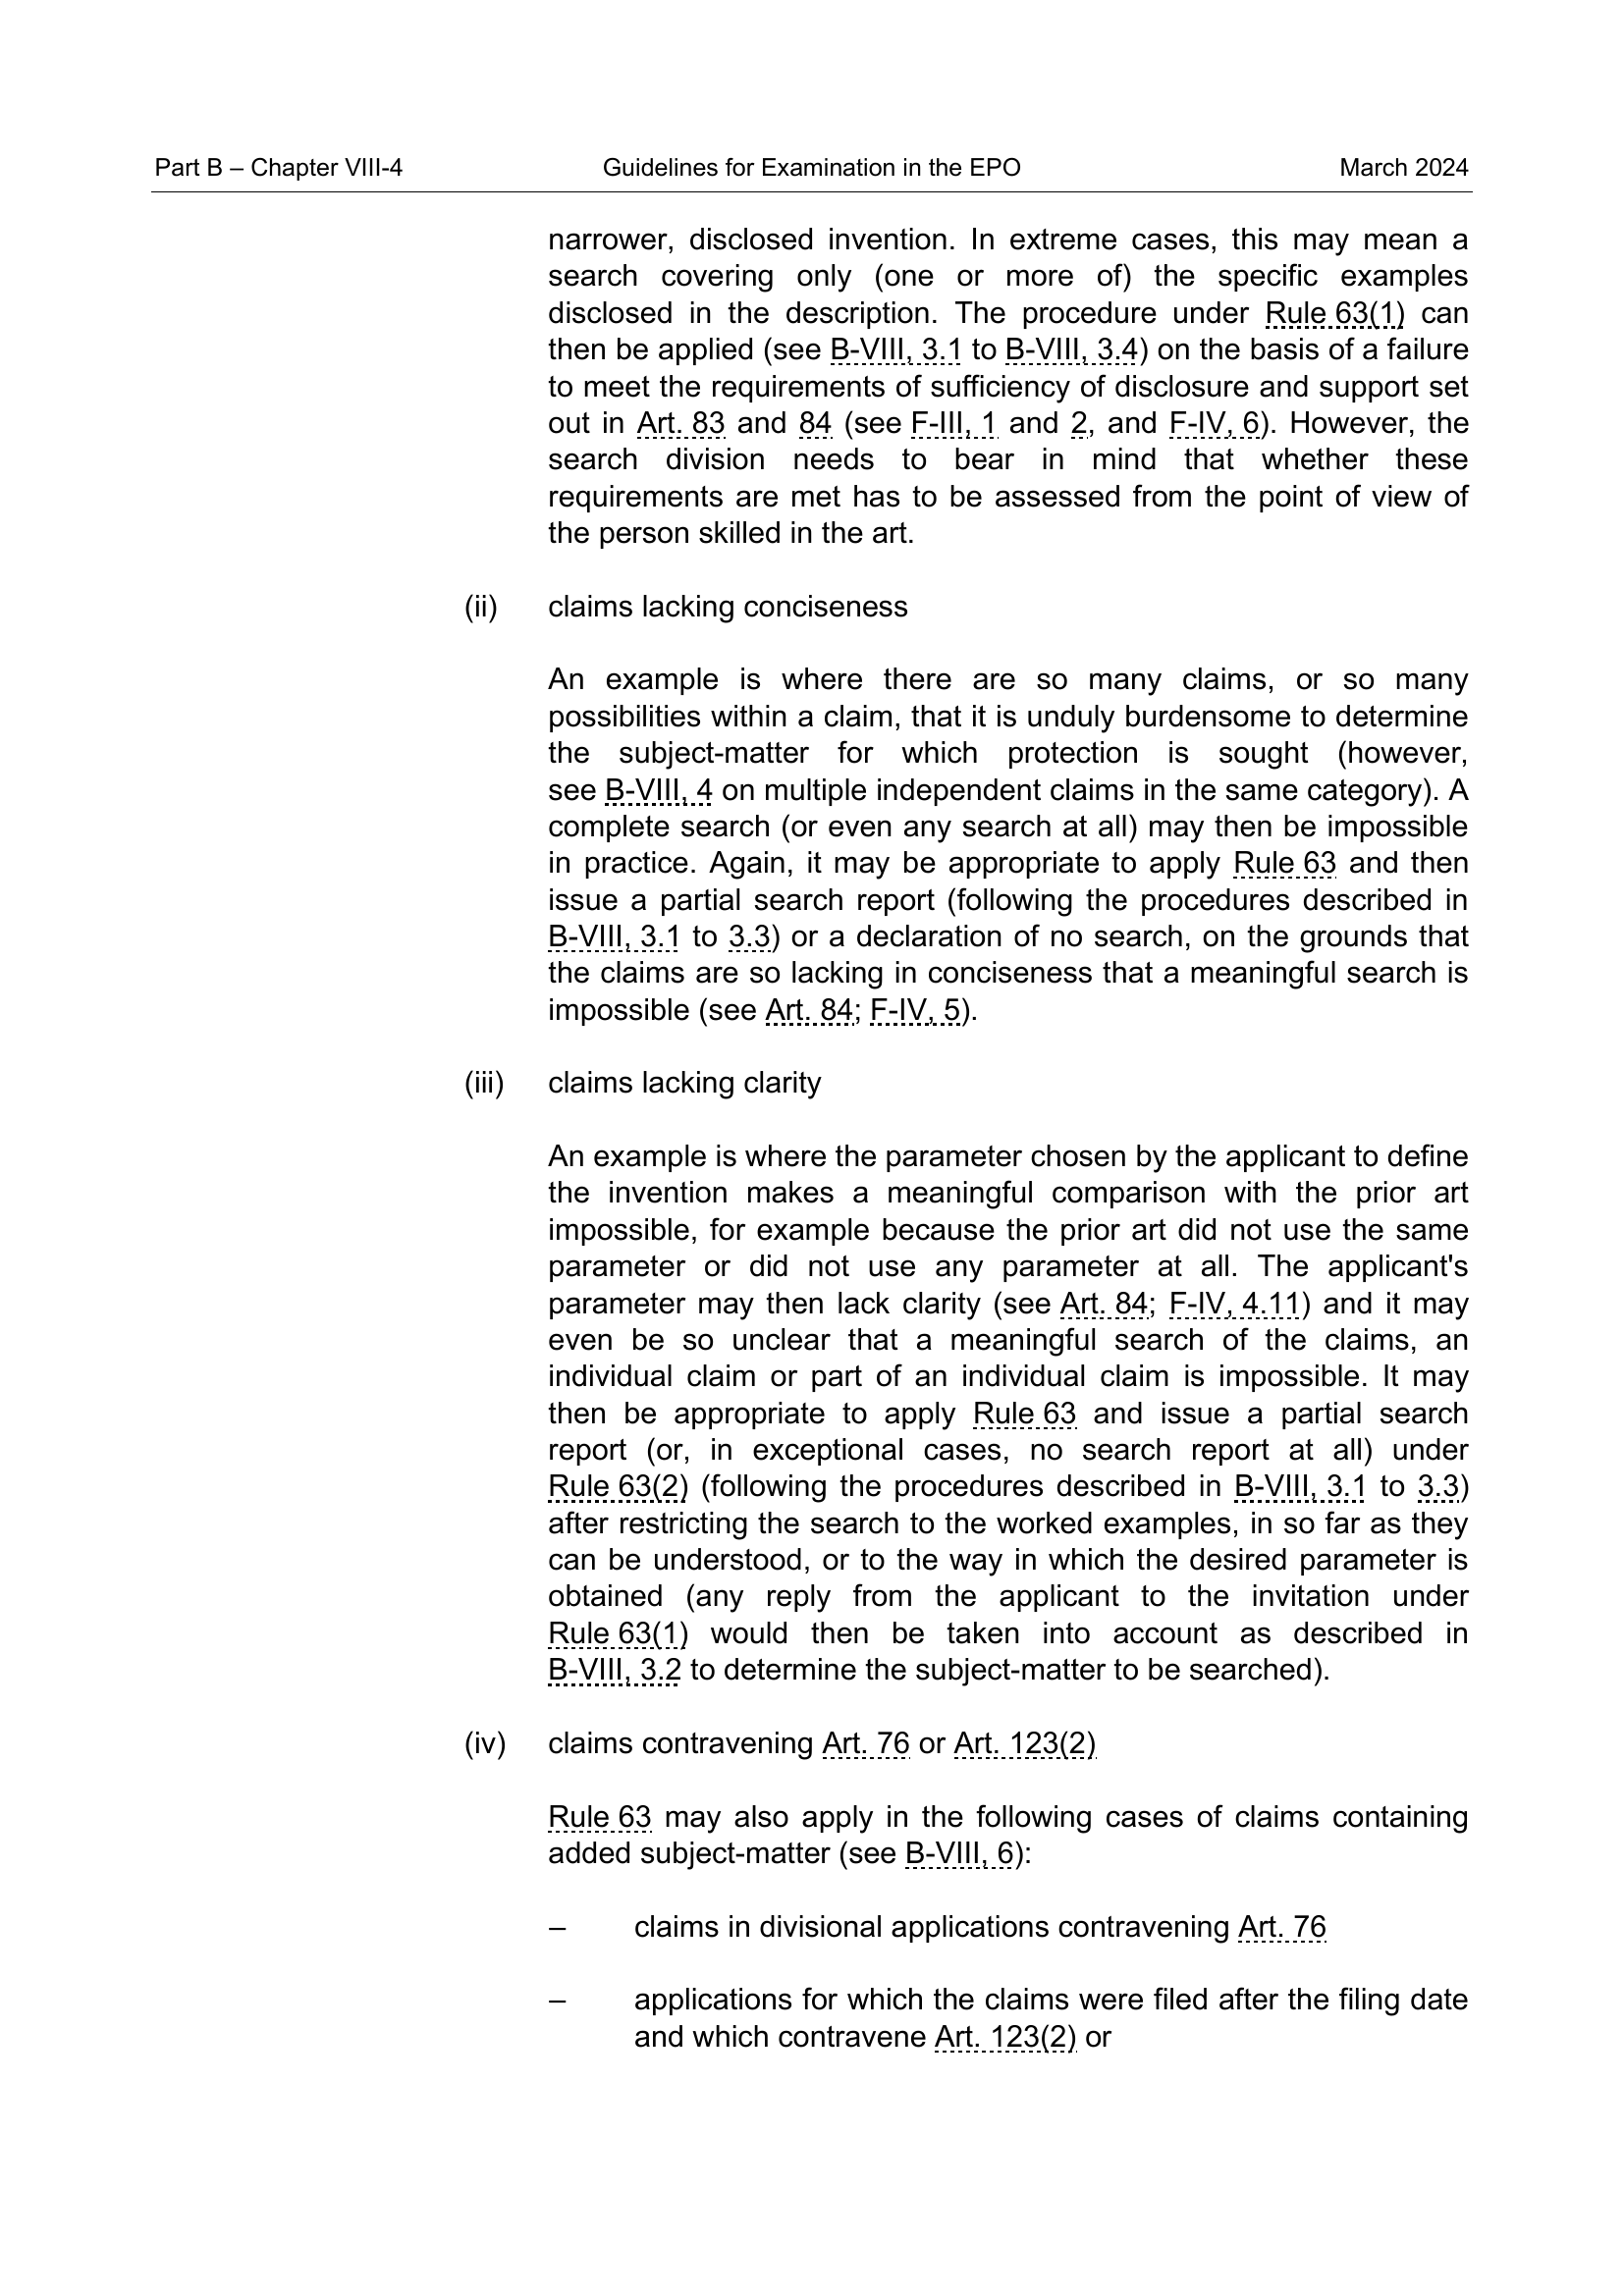 Part B – Chapter VIII-4 Guidelines for Examination in the EPO March 2024
narrower, disclosed invention. In extreme cases, this may mean a
search covering only (one or more of) the specific examples
disclosed in the description. The procedure under Rule 63(1) can
then be applied (see B-VIII, 3.1 to B-VIII, 3.4) on the basis of a failure
to meet the requirements of sufficiency of disclosure and support set
out in Art. 83 and 84 (see F-III, 1 and 2, and F-IV, 6). However, the
search division needs to bear in mind that whether these
requirements are met has to be assessed from the point of view of
the person skilled in the art.
(ii) claims lacking conciseness
An example is where there are so many claims, or so many
possibilities within a claim, that it is unduly burdensome to determine
the subject-matter for which protection is sought (however,
see B-VIII, 4 on multiple independent claims in the same category). A
complete search (or even any search at all) may then be impossible
in practice. Again, it may be appropriate to apply Rule 63 and then
issue a partial search report (following the procedures described in
B-VIII, 3.1 to 3.3) or a declaration of no search, on the grounds that
the claims are so lacking in conciseness that a meaningful search is
impossible (see Art. 84; F-IV, 5).
(iii) claims lacking clarity
An example is where the parameter chosen by the applicant to define
the invention makes a meaningful comparison with the prior art
impossible, for example because the prior art did not use the same
parameter or did not use any parameter at all. The applicant's
parameter may then lack clarity (see Art. 84; F-IV, 4.11) and it may
even be so unclear that a meaningful search of the claims, an
individual claim or part of an individual claim is impossible. It may
then be appropriate to apply Rule 63 and issue a partial search
report (or, in exceptional cases, no search report at all) under
Rule 63(2) (following the procedures described in B-VIII, 3.1 to 3.3)
after restricting the search to the worked examples, in so far as they
can be understood, or to the way in which the desired parameter is
obtained (any reply from the applicant to the invitation under
Rule 63(1) would then be taken into account as described in
B-VIII, 3.2 to determine the subject-matter to be searched).
(iv) claims contravening Art. 76 or Art. 123(2)
Rule 63 may also apply in the following cases of claims containing
added subject-matter (see B-VIII, 6):
– claims in divisional applications contravening Art. 76
– applications for which the claims were filed after the filing date
and which contravene Art. 123(2) or